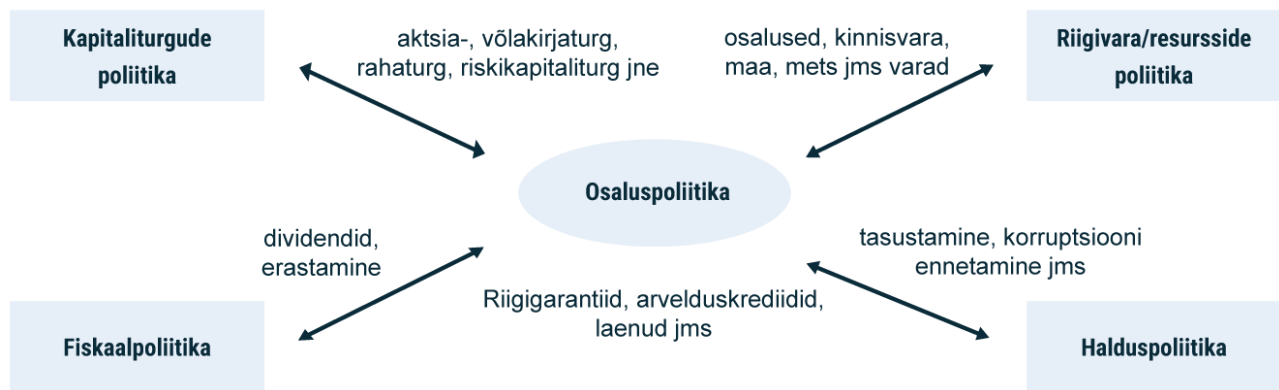 Kapitaliturgude
poliitika
aktsia-, võlakirjaturg,
rahaturg, riskikapitaliturg jne
osalused, kinnisvara,
maa, mets jms varad
Riigivara/resursside
poliitika
Osaluspoliitika
dividendid,
erastamine
tasustamine, korruptsiooni
ennetamine jms
Riigigarantiid, arvelduskrediidid,
laenud jms
Fiskaalpoliitika
Halduspoliitika